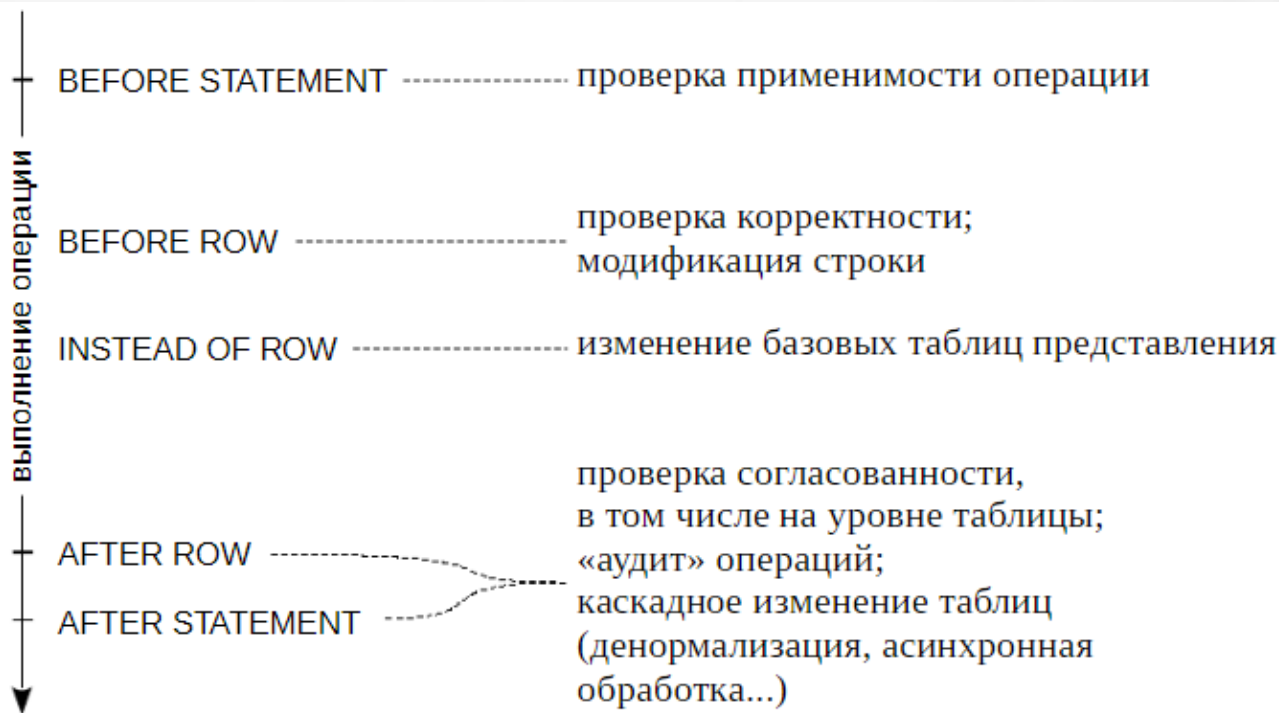 BEFORE STATEMENT
проверка применимости операции
выполнение операции
BEFORE ROW
проверка корректности;
модификация строки
INSTEAD OF ROW
изменение базовых таблиц представления
AFTER ROW
AFTER STATEMENT
проверка согласованности,
в том числе на уровне таблицы;
«аудит» операций;
каскадное изменение таблиц
(денормализация, асинхронная
обработка...)